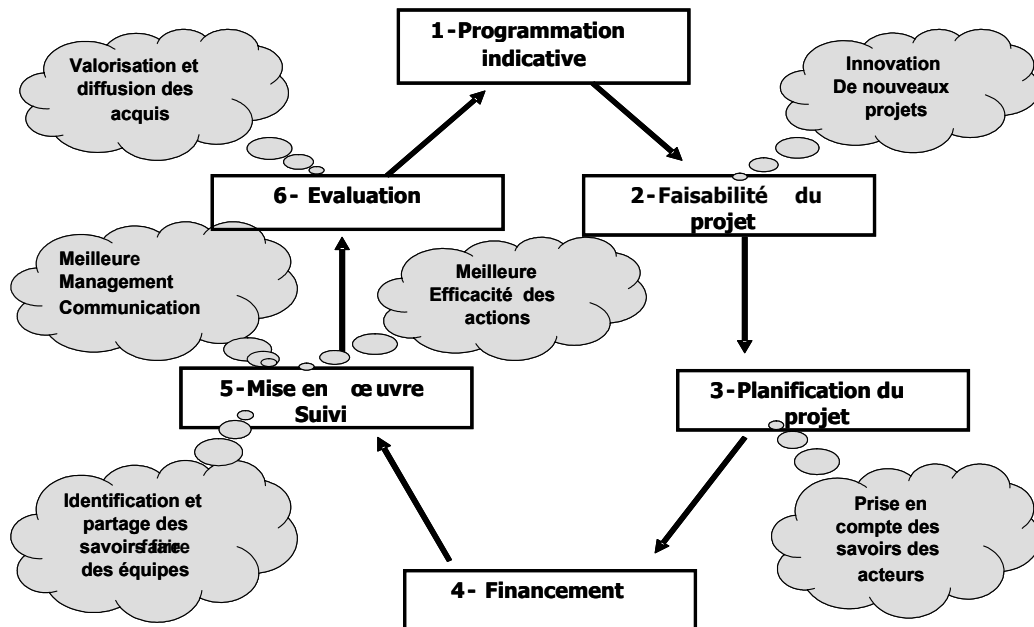 1-Programmation
indicative
Valorisation et
diffusion des
acquis
Innovation
De nouveaux
projets
6- Evaluation
2-Faisabilité du
projet
Meilleure
Management
Communication
Meilleure
Efficacité des
actions
5-Mise en œuvre
Suivi
3-Planification du
projet
Identification et
partage des
savoirs faire
des équipes
Prise en
compte des
savoirs des
acteurs
4- Financement